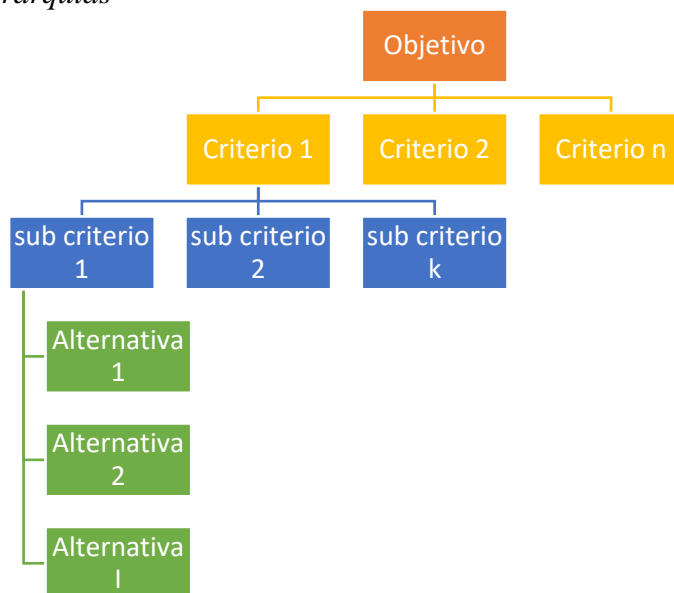 Objetivo
Criterio 1
Criterio 2
Criterio n
sub criterio
1
sub criterio
2
sub criterio
k
Alternativa
1
Alternativa
2
Alternativa
l